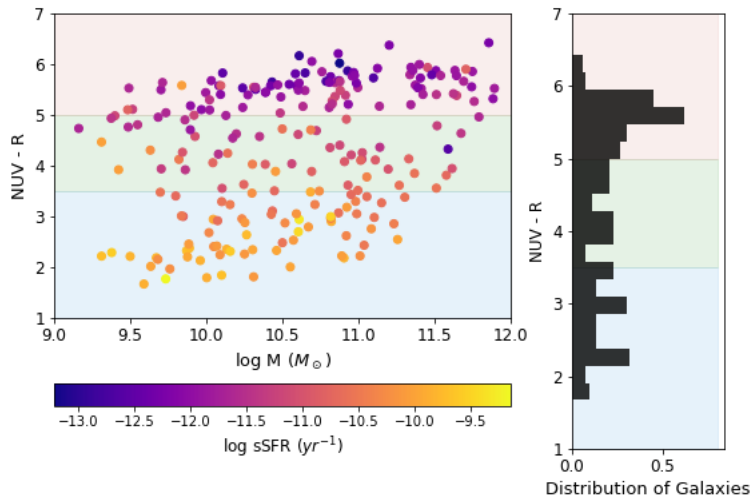 7
6
5
4
3
2
1
NUV - R
9.0 9.5 10.0 10.5 11.0 11.5 12.0
log M (M⊙)
−13.0 −12.5 −12.0 −11.5 −11.0 −10.5 −10.0 −9.5
log sSFR (yr⁻¹)
7
6
5
4
3
2
1
NUV - R
0.0 0.5
Distribution of Galaxies